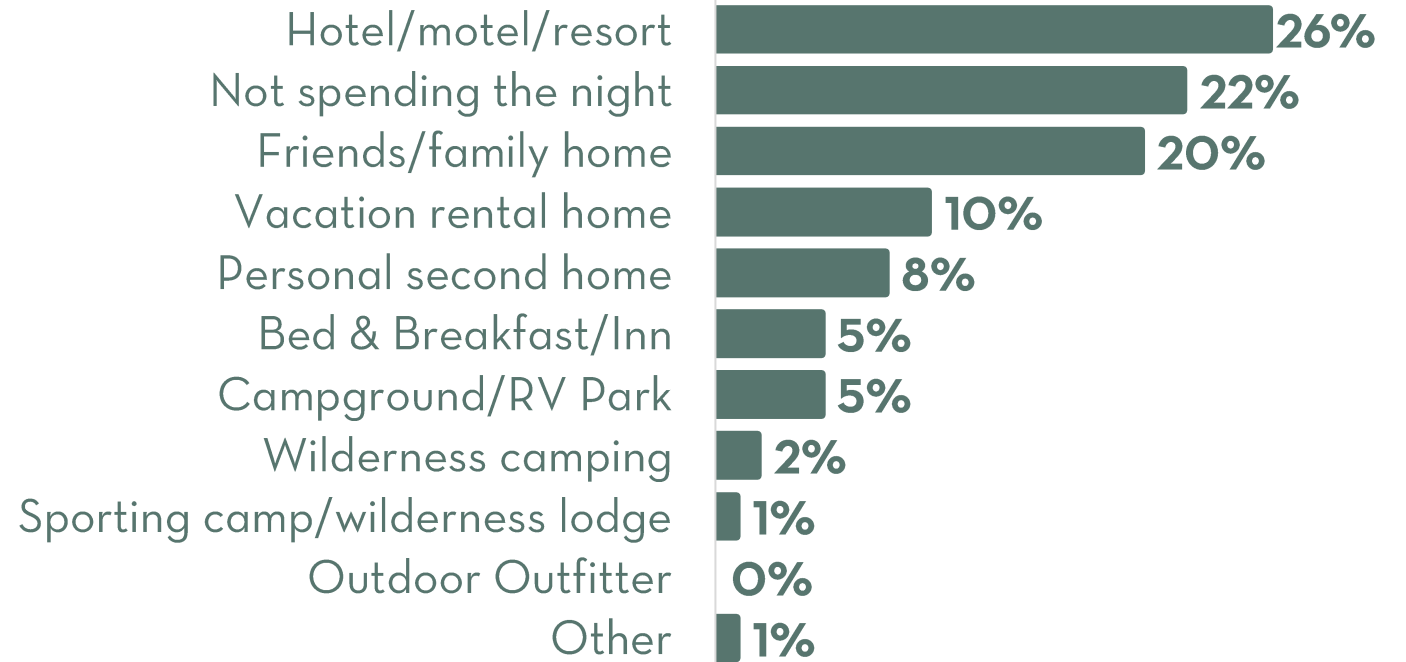 Hotel/motel/resort 26%
Not spending the night 22%
Friends/family home 20%
Vacation rental home 10%
Personal second home 8%
Bed & Breakfast/Inn 5%
Campground/RV Park 5%
Wilderness camping 2%
Sporting camp/wilderness lodge 1%
Outdoor Outfitter 0%
Other 1%